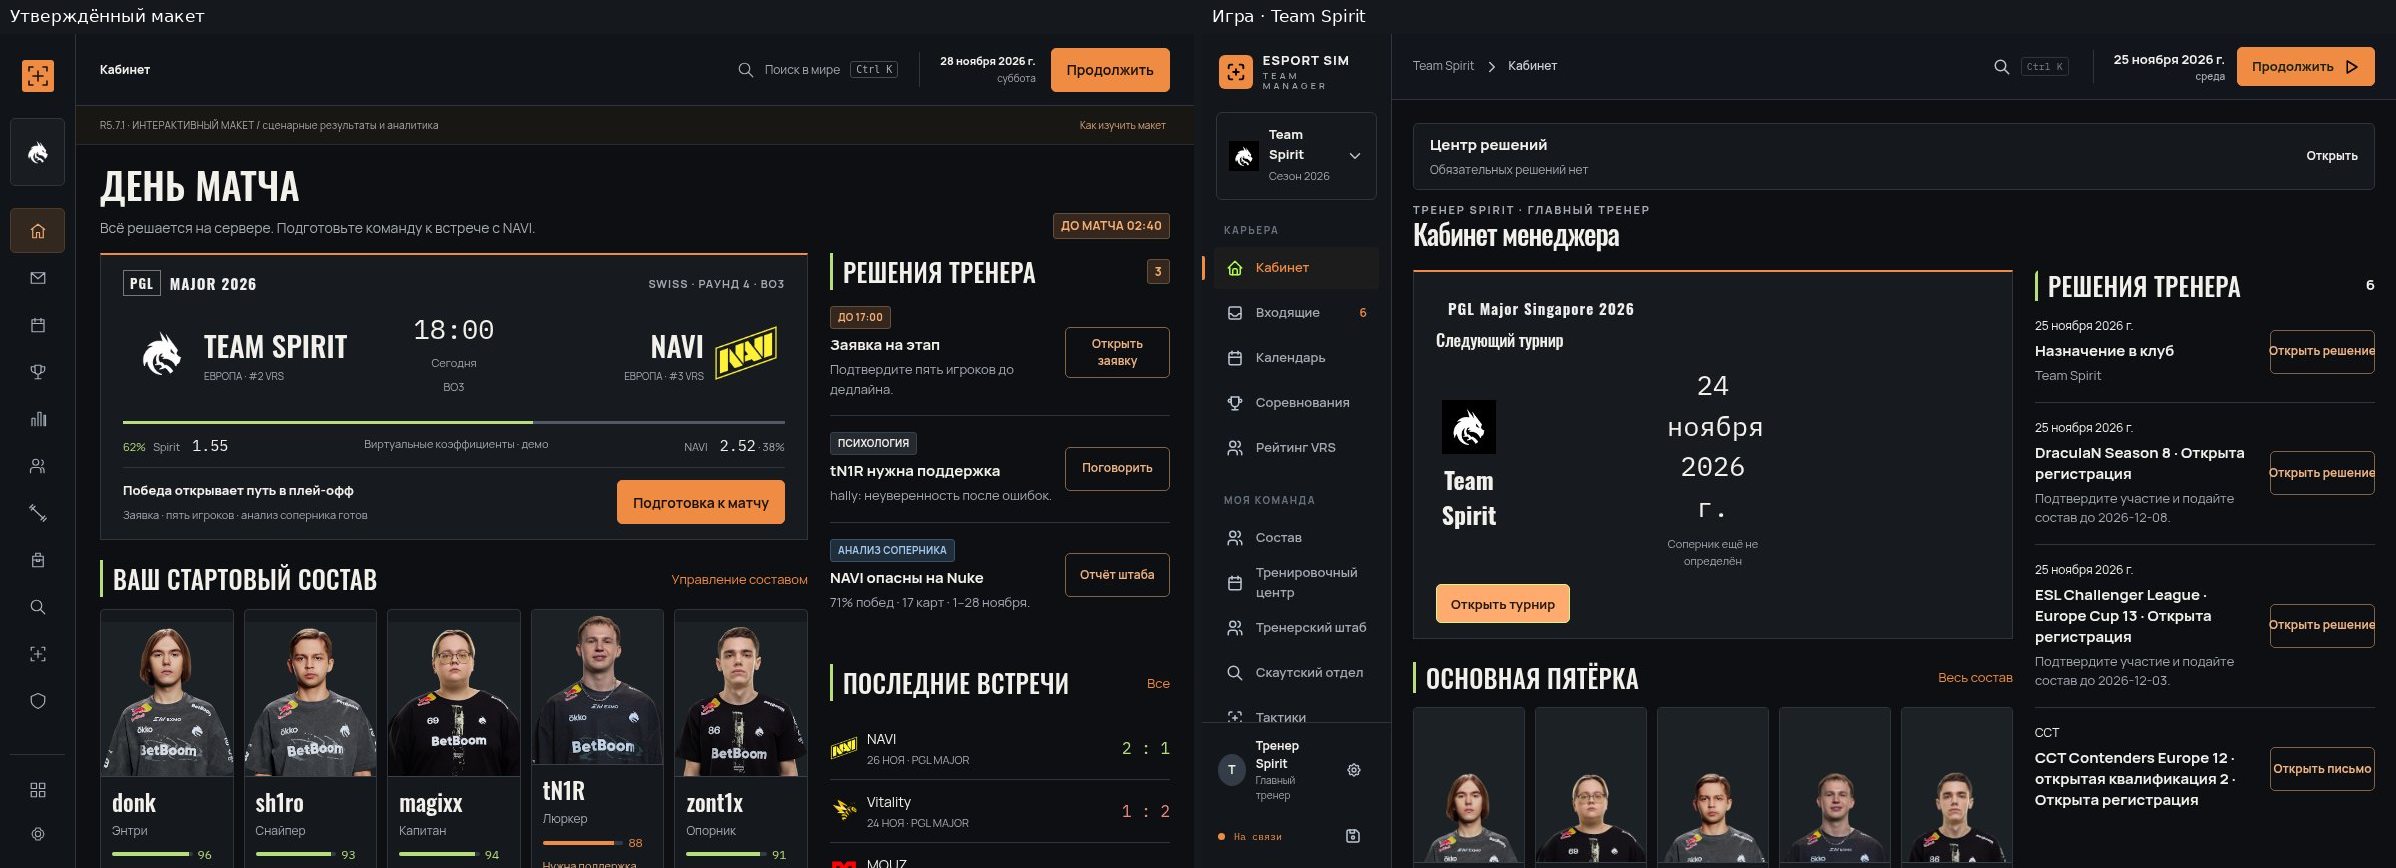 Утверждённый макет
Кабинет
Поиск в мире
Ctrl K
28 ноября 2026 г.
суббота
Продолжить
R5.7.1 · ИНТЕРАКТИВНЫЙ МАКЕТ / сценарные результаты и аналитика
Как изучить макет
ДЕНЬ МАТЧА
Всё решается на сервере. Подготовьте команду к встрече с NAVI.
ДО МАТЧА 02:40
PGL
MAJOR 2026
SWISS · РАУНД 4 · BO3
TEAM SPIRIT
ЕВРОПА · #2 VRS
18:00
Сегодня
BO3
NAVI
ЕВРОПА · #3 VRS
NAVI
62% Spirit 1.55
Виртуальные коэффициенты · демо
NAVI 2.52 · 38%
Победа открывает путь в плей-офф
Заявка · пять игроков · анализ соперника готов
Подготовка к матчу
РЕШЕНИЯ ТРЕНЕРА
3
ДО 17:00
Заявка на этап
Подтвердите пять игроков до
дедлайна.
Открыть
заявку
ПСИХОЛОГИЯ
tN1R нужна поддержка
hally: неуверенность после ошибок.
Поговорить
АНАЛИЗ СОПЕРНИКА
NAVI опасны на Nuke
71% побед · 17 карт · 1–28 ноября.
Отчёт штаба
ВАШ СТАРТОВЫЙ СОСТАВ
Управление составом
donk
Энтри
96
sh1ro
Снайпер
93
magixx
Капитан
94
tN1R
Люркер
88
Нужна поддержка
zont1x
Опорник
91
ПОСЛЕДНИЕ ВСТРЕЧИ
Все
NAVI
26 НОЯ · PGL MAJOR
2 : 1
Vitality
24 НОЯ · PGL MAJOR
1 : 2
MOUZ
Игра · Team Spirit
ESPORT SIM
TEAM
MANAGER
Team
Spirit
Сезон 2026
КАРЬЕРА
Кабинет
Входящие
6
Календарь
Соревнования
Рейтинг VRS
МОЯ КОМАНДА
Состав
Тренировочный
центр
Тренерский штаб
Скаутский отдел
Тактики
T
Тренер
Spirit
Главный
тренер
На связи
Team Spirit
Кабинет
Ctrl K
25 ноября 2026 г.
среда
Продолжить
Центр решений
Обязательных решений нет
Открыть
ТРЕНЕР SPIRIT · ГЛАВНЫЙ ТРЕНЕР
Кабинет менеджера
PGL Major Singapore 2026
Следующий турнир
Team
Spirit
24
ноября
2026
г.
Соперник ещё не
определён
Открыть турнир
РЕШЕНИЯ ТРЕНЕРА
6
25 ноября 2026 г.
Назначение в клуб
Team Spirit
Открыть решение
25 ноября 2026 г.
DraculaN Season 8 · Открыта
регистрация
Подтвердите участие и подайте
состав до 2026-12-08.
Открыть решение
25 ноября 2026 г.
ESL Challenger League ·
Europe Cup 13 · Открыта
регистрация
Подтвердите участие и подайте
состав до 2026-12-03.
Открыть решение
CCT
CCT Contenders Europe 12 ·
открытая квалификация 2 ·
Открыта регистрация
Открыть письмо
ОСНОВНАЯ ПЯТЁРКА
Весь состав